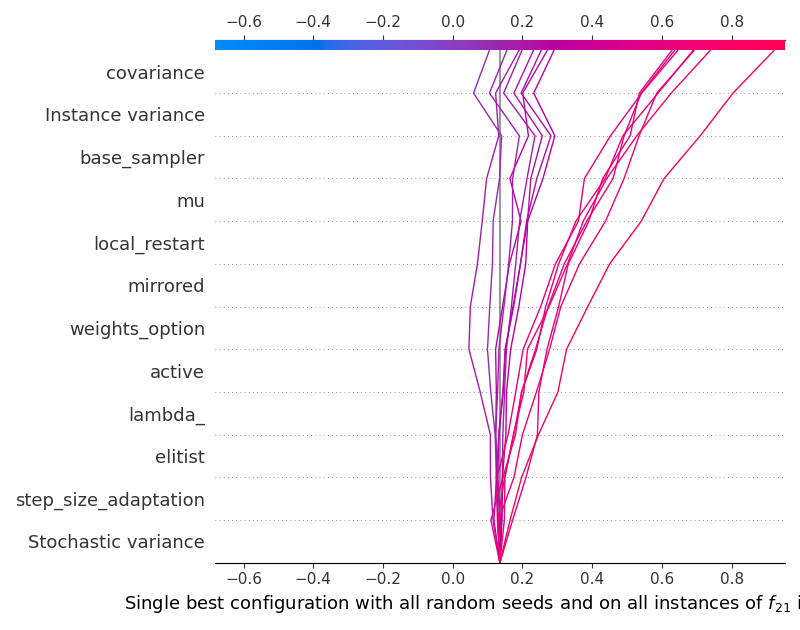 −0.6 −0.4 −0.2 0.0 0.2 0.4 0.6 0.8
covariance
Instance variance
base_sampler
mu
local_restart
mirrored
weights_option
active
lambda_
elitist
step_size_adaptation
Stochastic variance
−0.6 −0.4 −0.2 0.0 0.2 0.4 0.6 0.8
Single best configuration with all random seeds and on all instances of f₂₁ i